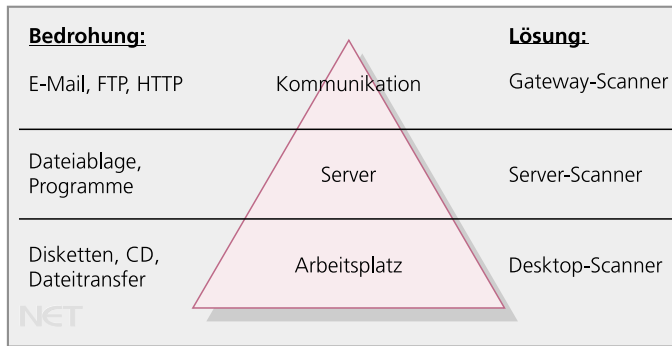 Bedrohung:
Lösung:
E-Mail, FTP, HTTP
Kommunikation
Gateway-Scanner
Dateiablage,
Programme
Server
Server-Scanner
Disketten, CD,
Dateitransfer
Arbeitsplatz
Desktop-Scanner
NET